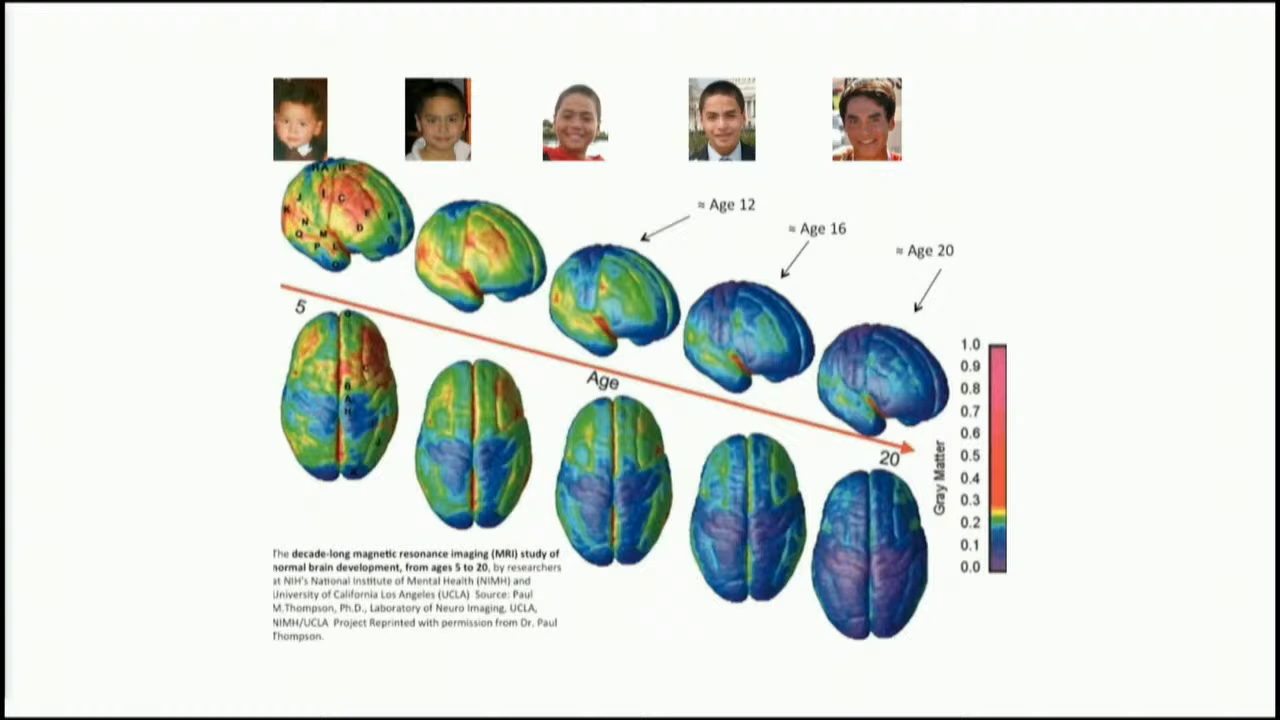 ≈ Age 12
≈ Age 16
≈ Age 20
5
Age
20
1.0
0.9
0.8
0.7
0.6
0.5
0.4
0.3
0.2
0.1
0.0
Gray Matter
The decade-long magnetic resonance imaging (MRI) study of
normal brain development, from ages 5 to 20, by researchers
at NIH's National Institute of Mental Health (NIMH) and
University of California Los Angeles (UCLA) Source: Paul
M.Thompson, Ph.D., Laboratory of Neuro Imaging, UCLA,
NIMH/UCLA Project Reprinted with permission from Dr. Paul
Thompson.